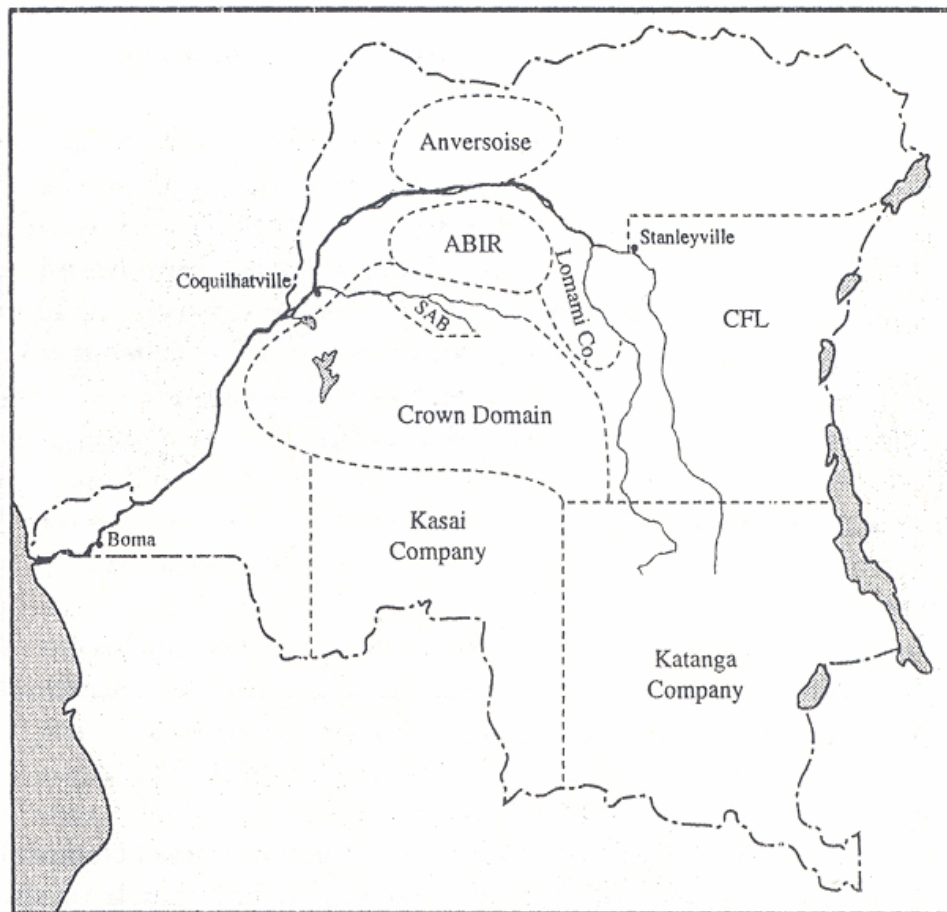 Anversoise
ABIR
Stanleyville
Coquilhatville
Lomami Co.
SAB
CFL
Crown Domain
Kasai
Company
Boma
Katanga
Company